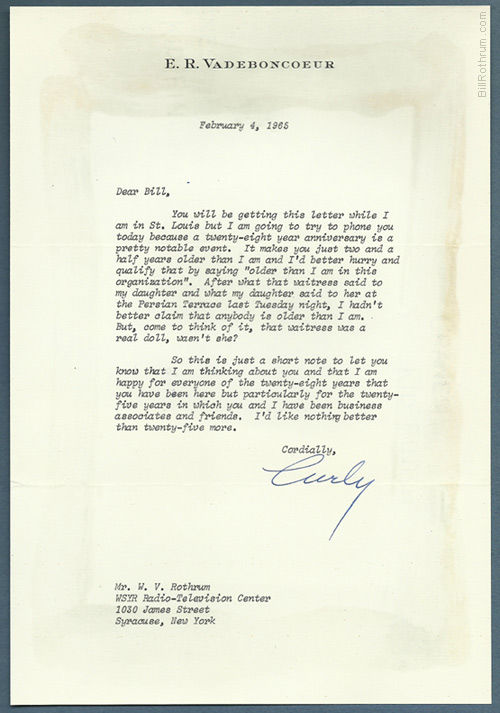 BillRothrum.com
E. R. VADEBONCOEUR
February 4, 1965
Dear Bill,
You will be getting this letter while I
am in St. Louis but I am going to try to phone you
today because a twenty-eight year anniversary is a
pretty notable event. It makes you just two and a
half years older than I am and I'd better hurry and
qualify that by saying "older than I am in this
organization". After what that waitress said to
my daughter and what my daughter said to her at
the Persian Terrace last Tuesday night, I hadn't
better claim that anybody is older than I am.
But, come to think of it, that waitress was a
real doll, wasn't she?
So this is just a short note to let you
know that I am thinking about you and that I am
happy for everyone of the twenty-eight years that
you have been here but particularly for the twenty-
five years in which you and I have been business
associates and friends. I'd like nothing better
than twenty-five more.
Cordially,
Curly
Mr. W. V. Rothrum
WSYR Radio-Television Center
1030 James Street
Syracuse, New York